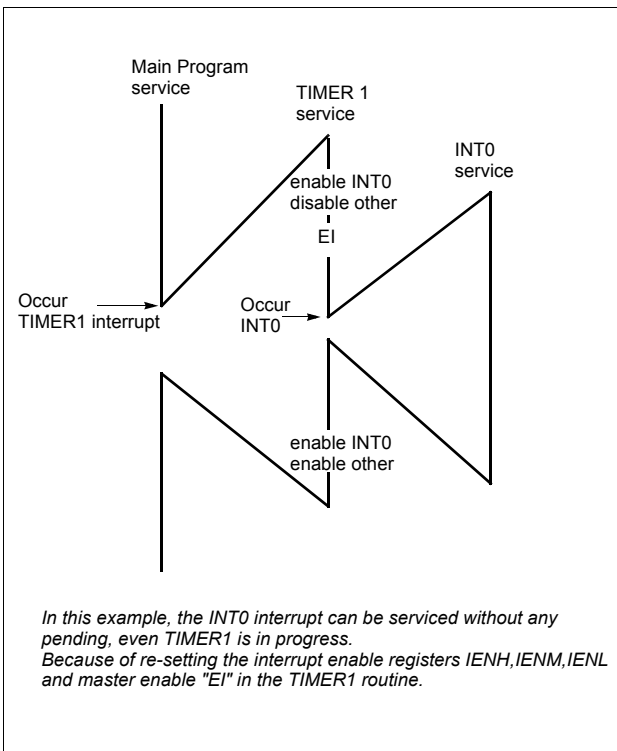 Main Program
service
TIMER 1
service
INT0
service
enable INT0
disable other
EI
Occur
TIMER1 interrupt
Occur
INT0
enable INT0
enable other
In this example, the INT0 interrupt can be serviced without any
pending, even TIMER1 is in progress.
Because of re-setting the interrupt enable registers IENH,IENM,IENL
and master enable "EI" in the TIMER1 routine.